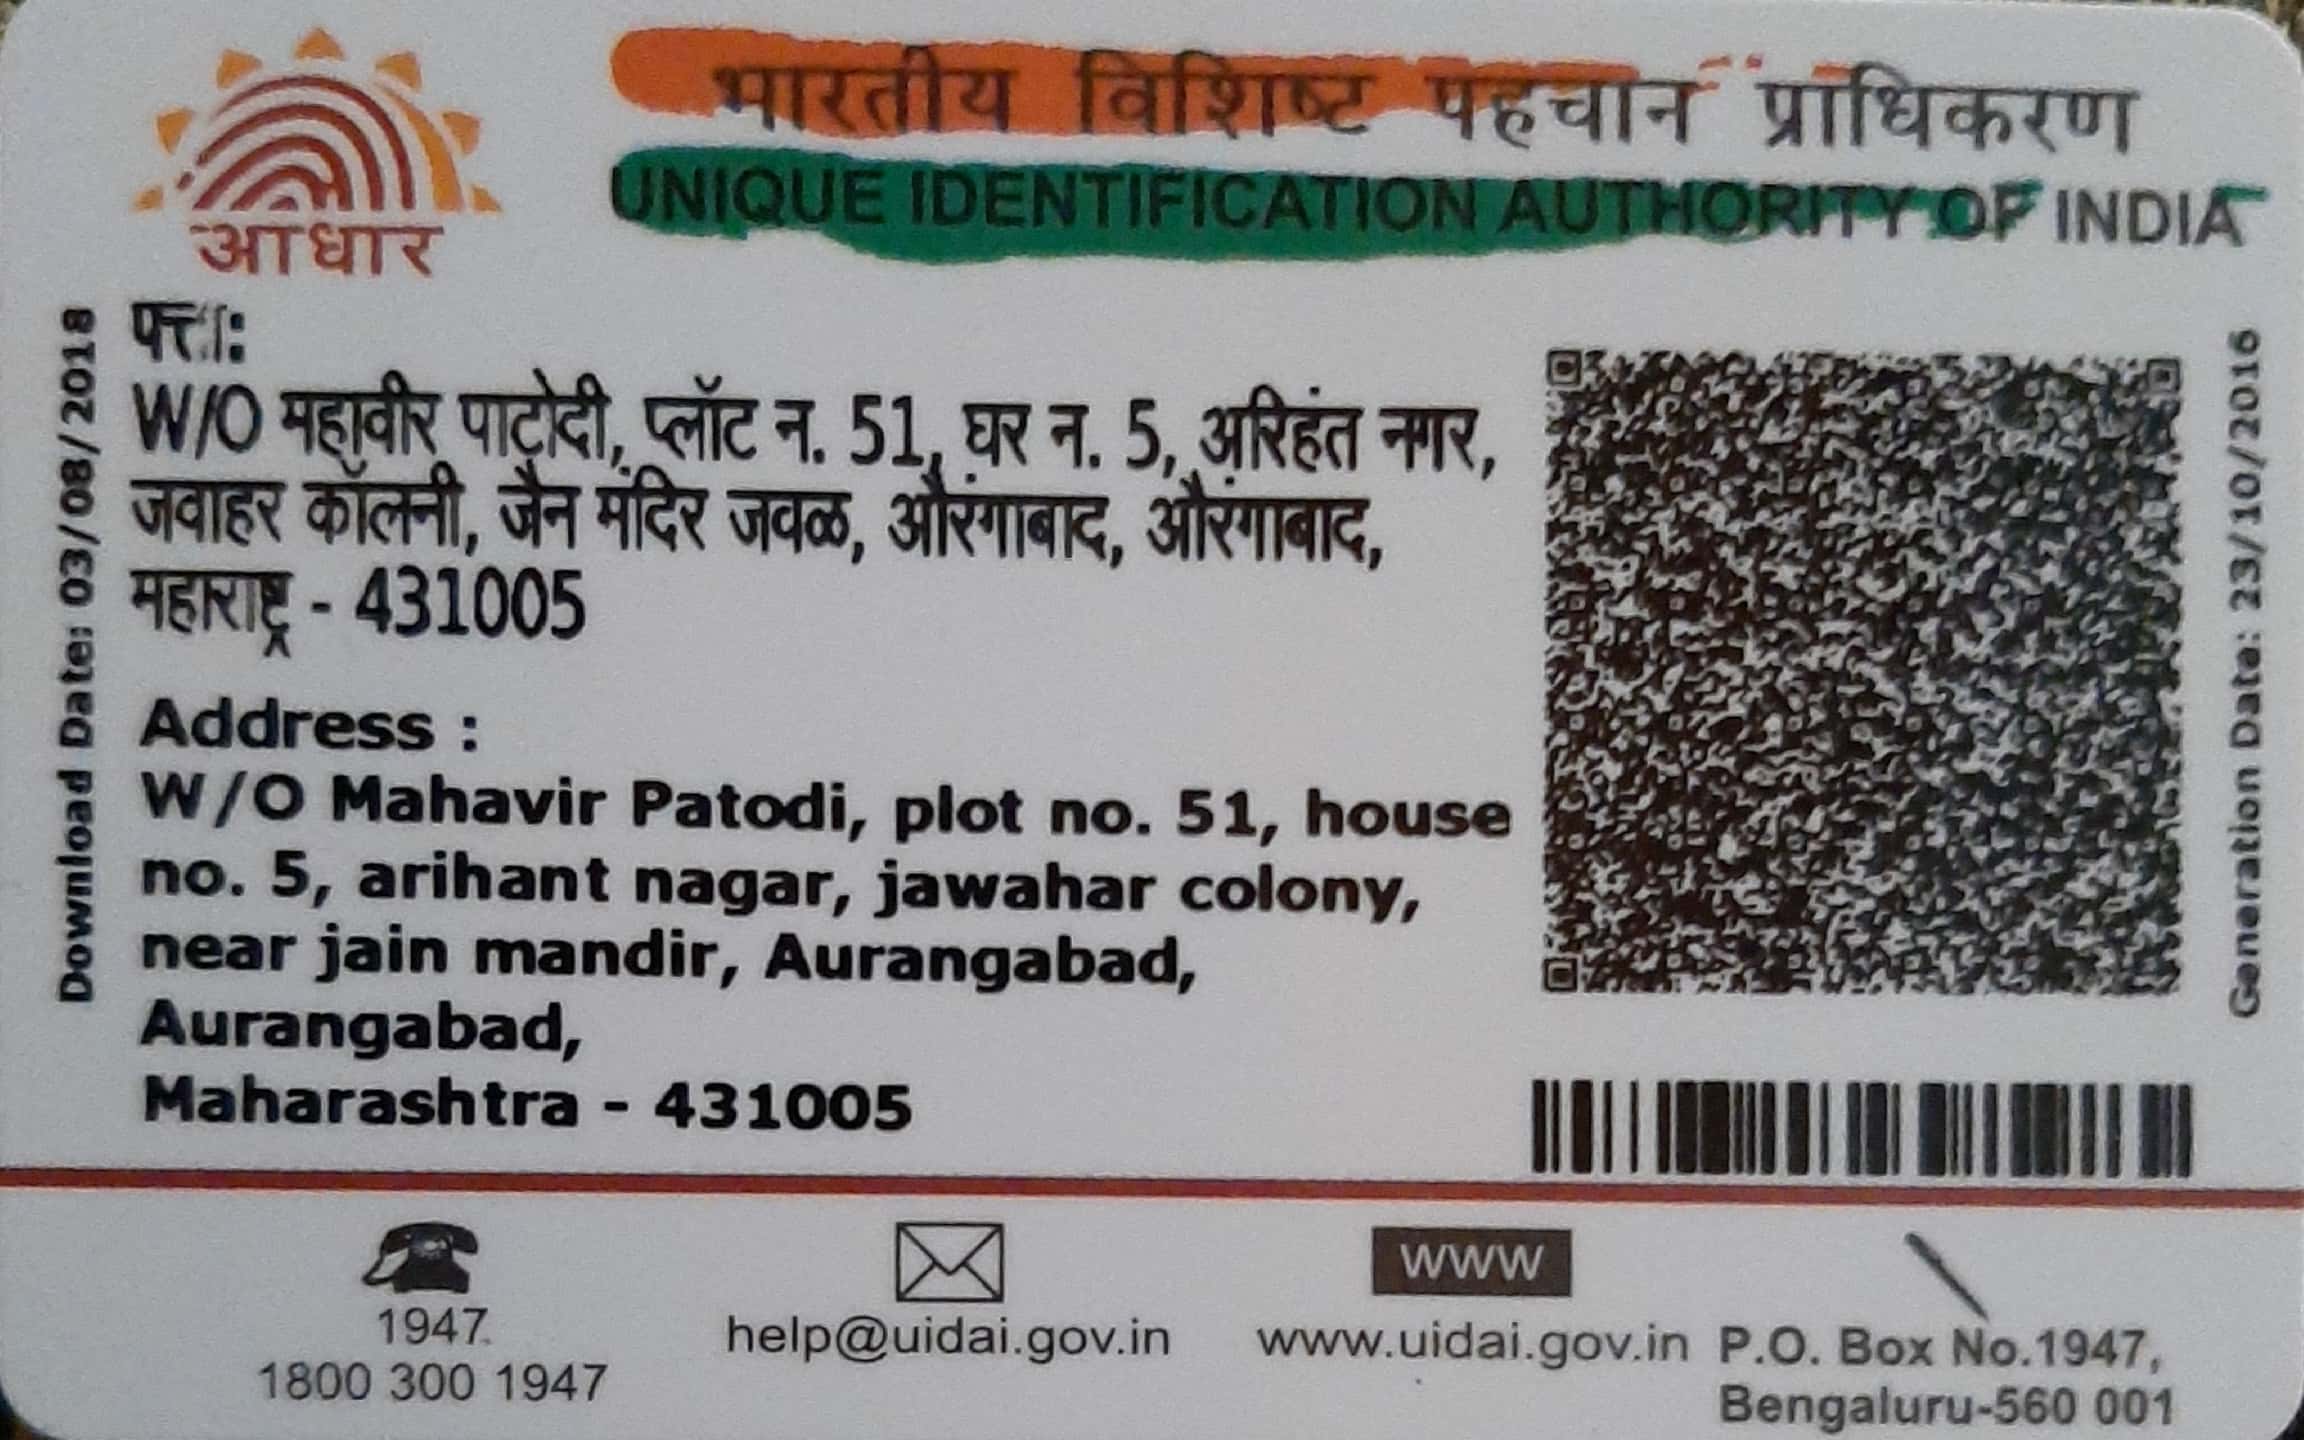 भारतीय विशिष्ट पहचान प्राधिकरण
UNIQUE IDENTIFICATION AUTHORITY OF INDIA
आधार
Download Date: 03/08/2018
पत्ता:
W/O महावीर पाटोदी, प्लॉट न. 51, घर न. 5, अरिहंत नगर,
जवाहर कॉलनी, जैन मंदिर जवळ, औरंगाबाद, औरंगाबाद,
महाराष्ट्र - 431005
Address :
W/O Mahavir Patodi, plot no. 51, house
no. 5, arihant nagar, jawahar colony,
near jain mandir, Aurangabad,
Aurangabad,
Maharashtra - 431005
Generation Date: 23/10/2016
1947
1800 300 1947
help@uidai.gov.in
WWW
www.uidai.gov.in
P.O. Box No.1947,
Bengaluru-560 001